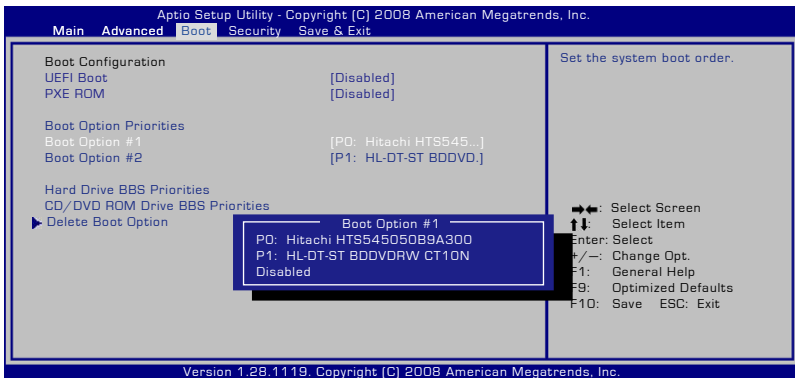 Aptio Setup Utility - Copyright (C) 2008 American Megatrends, Inc.
Main Advanced Boot Security Save & Exit
Boot Configuration
UEFI Boot [Disabled]
PXE ROM [Disabled]
Boot Option Priorities
Boot Option #1 [P0: Hitachi HTS545...]
Boot Option #2 [P1: HL-DT-ST BDDVD.]
Hard Drive BBS Priorities
CD/DVD ROM Drive BBS Priorities
Delete Boot Option
Boot Option #1
P0: Hitachi HTS545050B9A300
P1: HL-DT-ST BDDVDRW CT10N
Disabled
Set the system boot order.
→←: Select Screen
↑↓: Select Item
Enter: Select
+/—: Change Opt.
F1: General Help
F9: Optimized Defaults
F10: Save ESC: Exit
Version 1.28.1119. Copyright (C) 2008 American Megatrends, Inc.